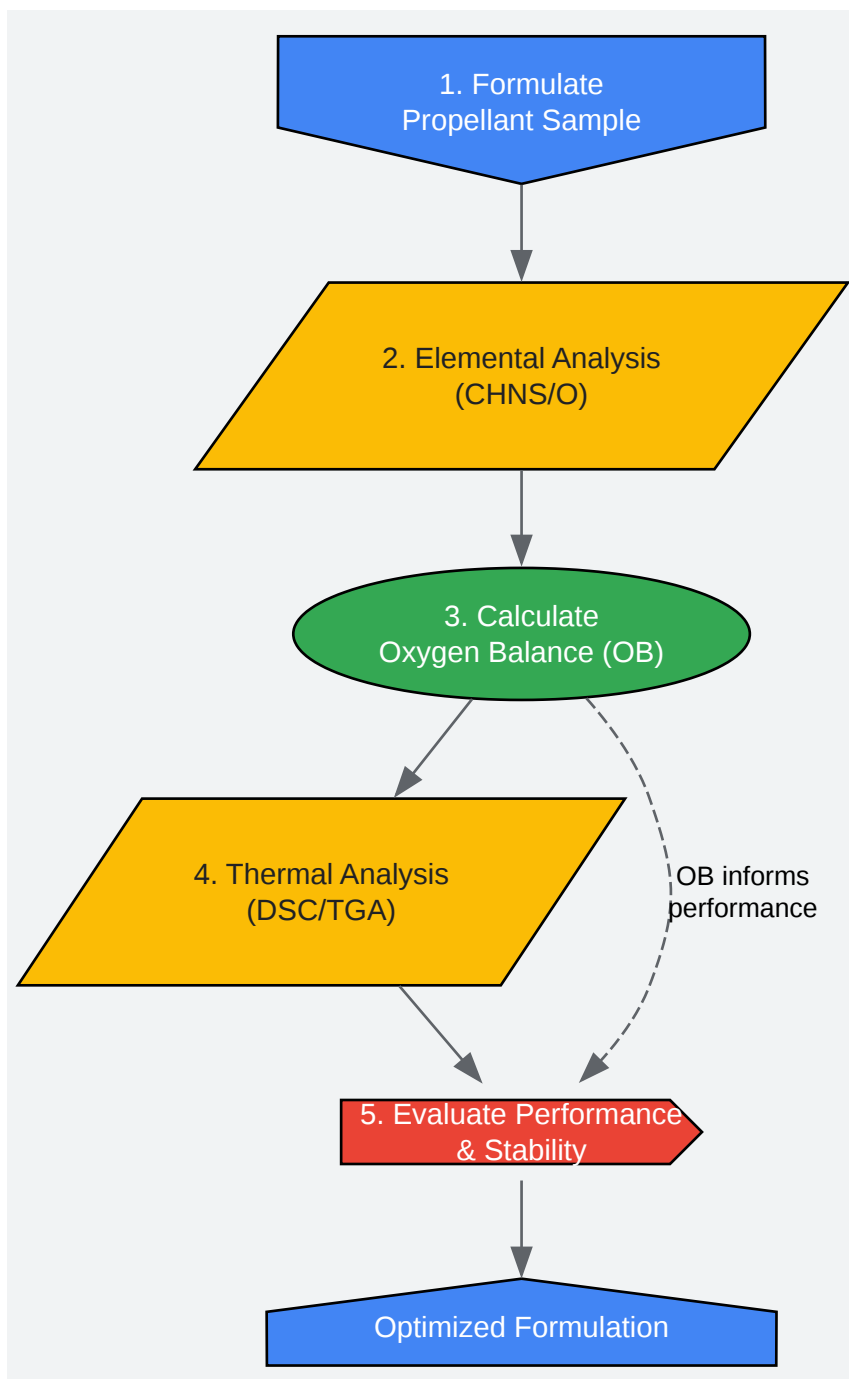 1. Formulate
Propellant Sample
2. Elemental Analysis
(CHNS/O)
3. Calculate
Oxygen Balance (OB)
4. Thermal Analysis
(DSC/TGA)
OB informs
performance
5. Evaluate Performance
& Stability
Optimized Formulation